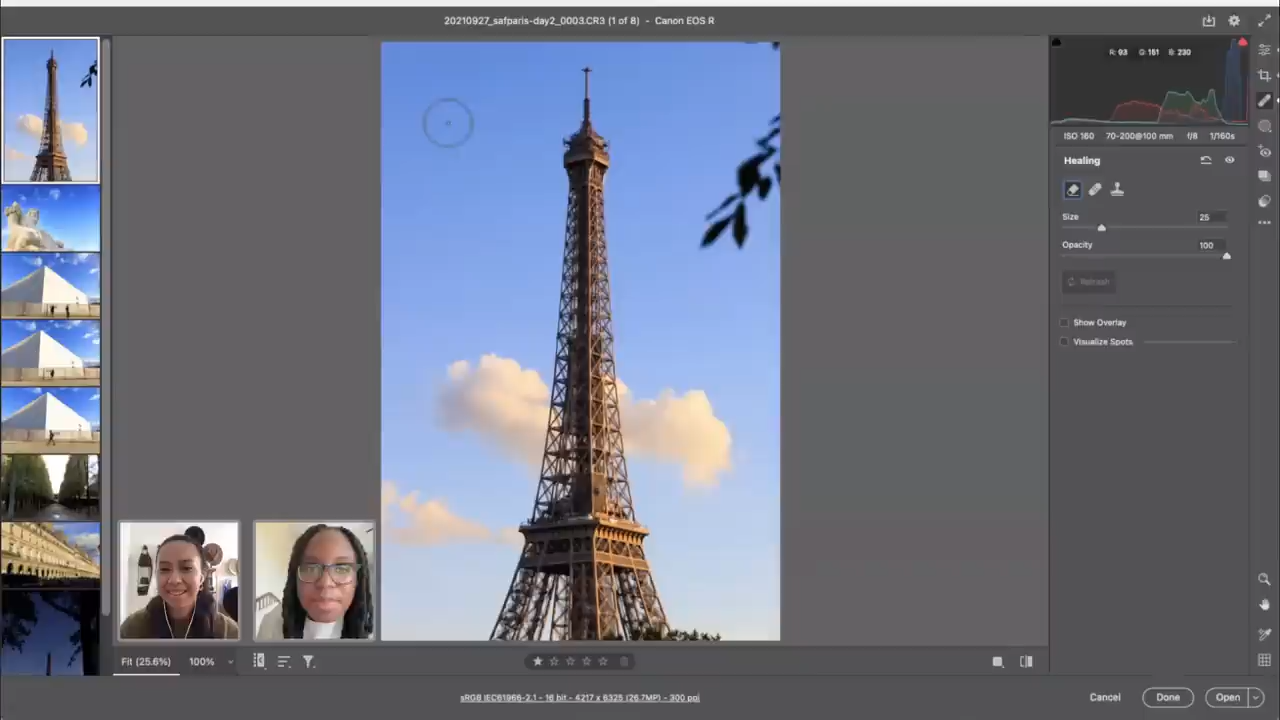 20210927_safparis-day2_0003.CR3 (1 of 8) - Canon EOS R
R: 93 G: 151 B: 230
ISO 160 70-200@100 mm f/8 1/160s
Healing
Size 25
Opacity 100
Refresh
Show Overlay
Visualize Spots
Fit (25.6%) 100%
sRGB IEC61966-2.1 - 16 bit - 4217 x 6325 (26.7MP) - 300 ppi
Cancel Done Open